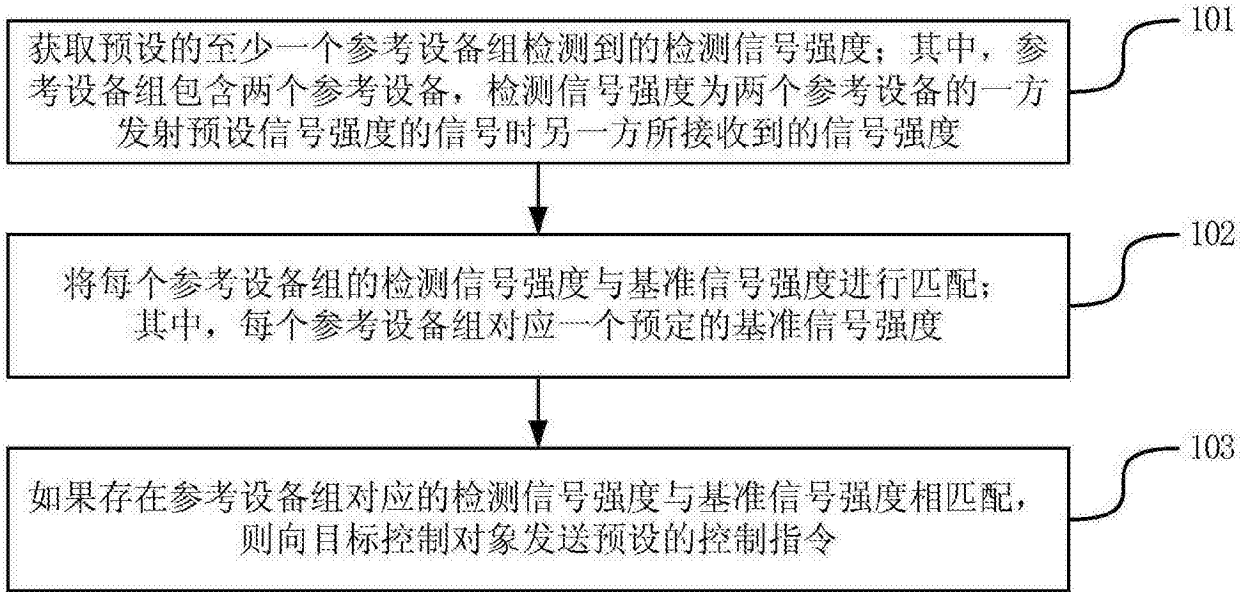 获取预设的至少一个参考设备组检测到的检测信号强度；其中，参
考设备组包含两个参考设备，检测信号强度为两个参考设备的一方
发射预设信号强度的信号时另一方所接收到的信号强度
101
将每个参考设备组的检测信号强度与基准信号强度进行匹配；
其中，每个参考设备组对应一个预定的基准信号强度
102
如果存在参考设备组对应的检测信号强度与基准信号强度相匹配，
则向目标控制对象发送预设的控制指令
103